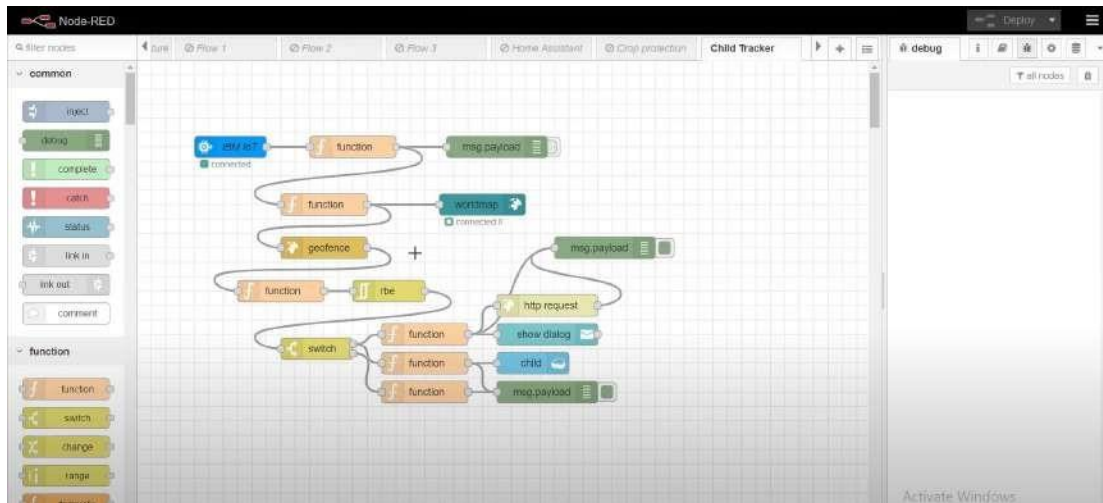 Node-RED
Deploy
filter nodes
Flow 1
Flow 2
Flow 3
Home Assistant
Crop protection
Child Tracker
debug
all nodes
common
inject
debug
complete
catch
status
link in
link out
comment
function
function
switch
change
range
IBM IoT
connected
function
msg.payload
function
worldmap
geofence
msg.payload
function
rbe
http request
switch
function
show dialog
function
child
function
msg.payload
Activate Windows